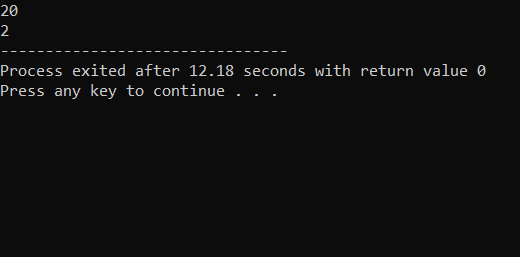 20
2
--------------------------------
Process exited after 12.18 seconds with return value 0
Press any key to continue . . .